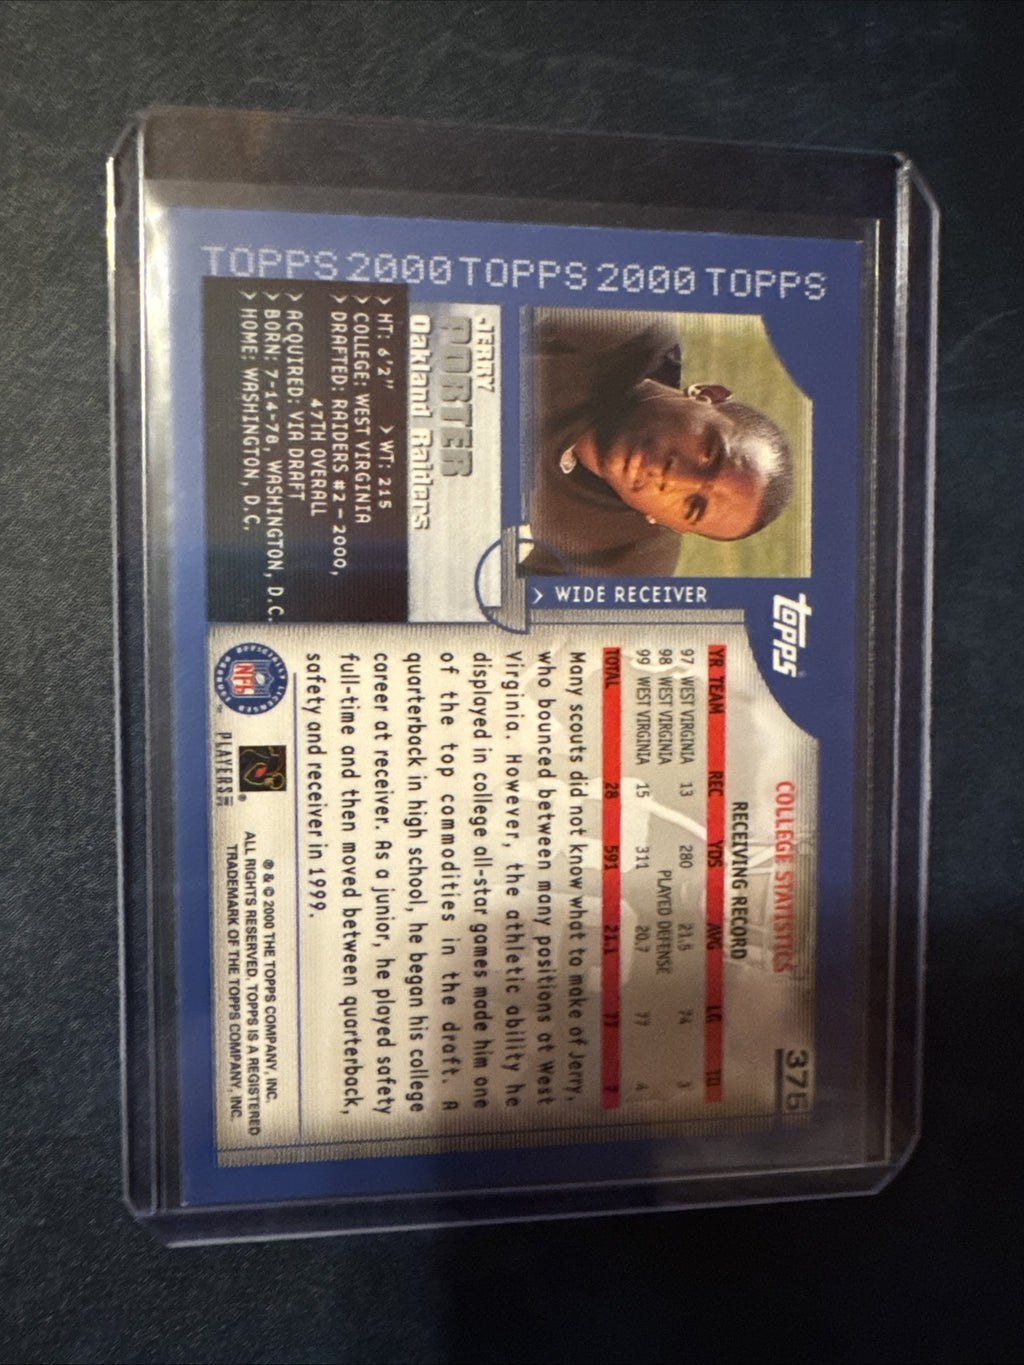 TOPPS 2000 TOPPS 2000 TOPPS
topps
> WIDE RECEIVER
JERRY
PORTER
Oakland Raiders
> HT: 6'2" > WT: 215
> COLLEGE: WEST VIRGINIA
> DRAFTED: RAIDERS #2 – 2000,
47TH OVERALL
> ACQUIRED: VIA DRAFT
> BORN: 7-14-78, WASHINGTON, D.C.
> HOME: WASHINGTON, D.C.
375
COLLEGE STATISTICS
RECEIVING RECORD
YR TEAM REC YDS AVG LG TD
97 WEST VIRGINIA 13 280 21.5 74 3
98 WEST VIRGINIA PLAYED DEFENSE
99 WEST VIRGINIA 15 311 20.7 77 4
TOTAL 28 591 21.1 77 7
Many scouts did not know what to make of Jerry,
who bounced between many positions at West
Virginia. However, the athletic ability he
displayed in college all-star games made him one
of the top commodities in the draft. A
quarterback in high school, he began his college
career at receiver. As a junior, he played safety
full-time and then moved between quarterback,
safety and receiver in 1999.
OFFICIALLY LICENSED PRODUCT
NFL
PLAYERS INC
® & © 2000 THE TOPPS COMPANY, INC.
ALL RIGHTS RESERVED. TOPPS IS A REGISTERED
TRADEMARK OF THE TOPPS COMPANY, INC.